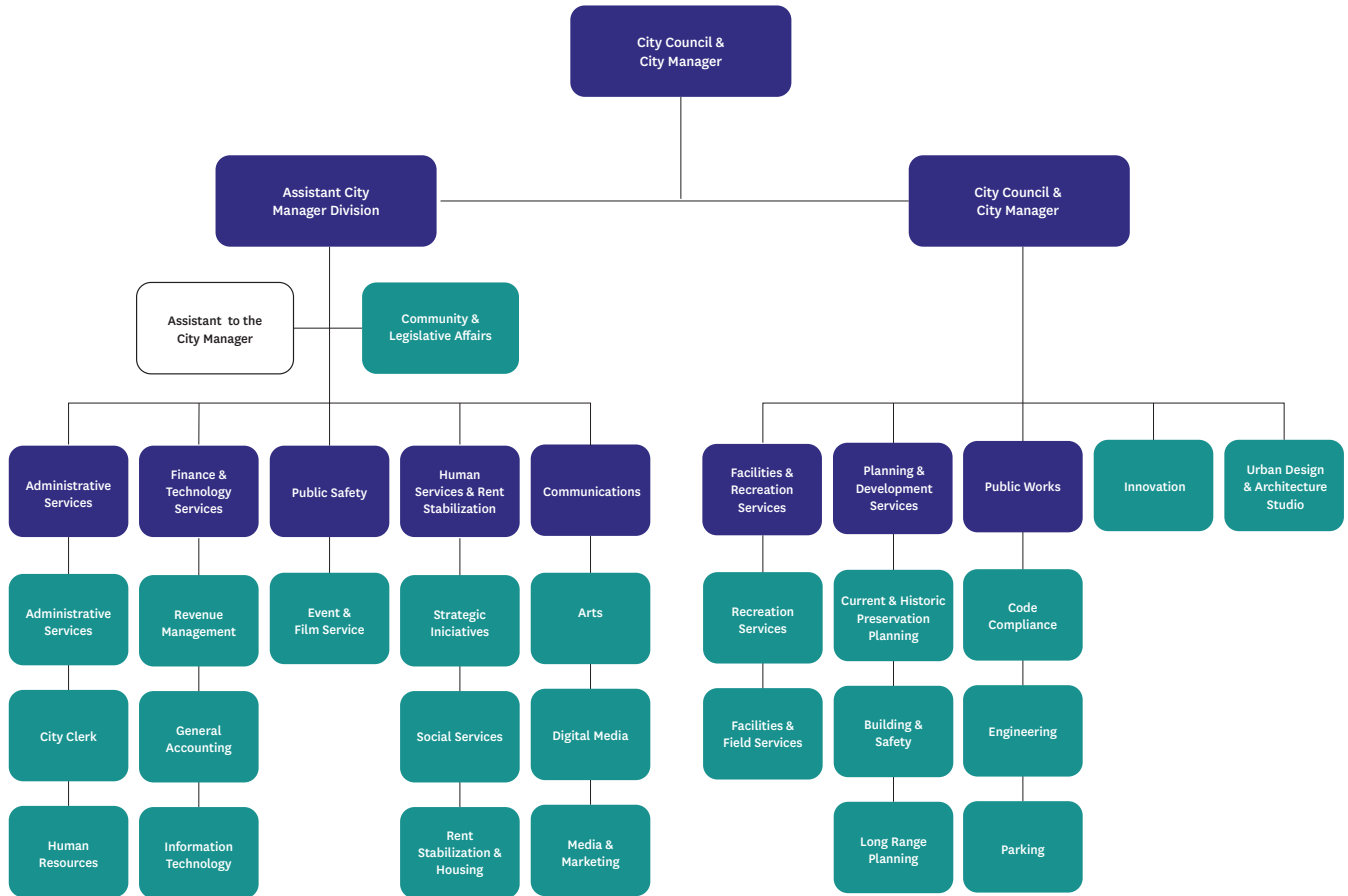 City Council &
City Manager
Assistant City
Manager Division
City Council &
City Manager
Assistant to the
City Manager
Community &
Legislative Affairs
Administrative
Services
Finance &
Technology
Services
Public Safety
Human
Services & Rent
Stabilization
Communications
Facilities &
Recreation
Services
Planning &
Development
Services
Public Works
Innovation
Urban Design
& Architecture
Studio
Administrative
Services
Revenue
Management
Event &
Film Service
Strategic
Iniciatives
Arts
Recreation
Services
Current & Historic
Preservation
Planning
Code
Compliance
City Clerk
General
Accounting
Social Services
Digital Media
Facilities &
Field Services
Building &
Safety
Engineering
Human
Resources
Information
Technology
Rent
Stabilization &
Housing
Media &
Marketing
Long Range
Planning
Parking